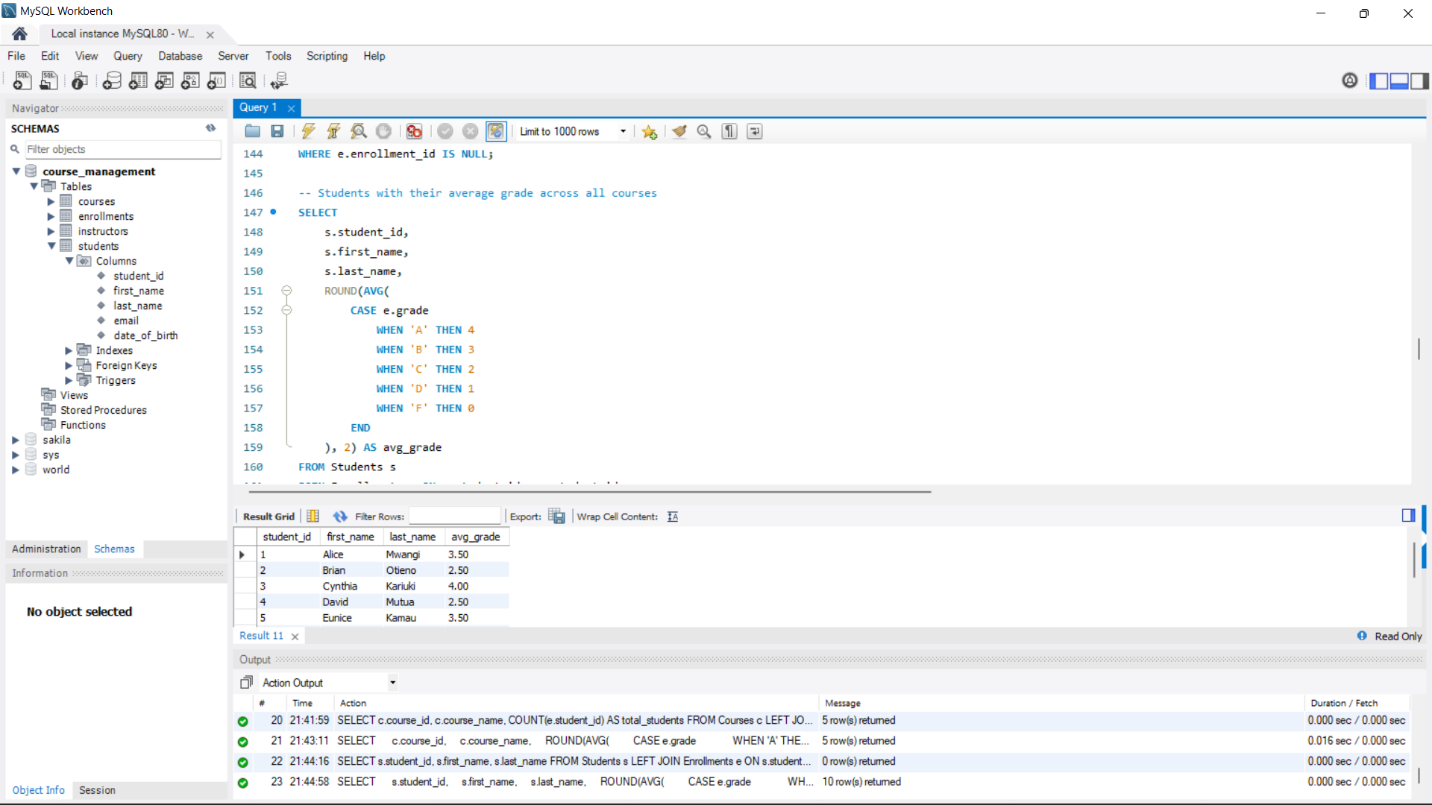 MySQL Workbench
Local instance MySQL80 - W...
File Edit View Query Database Server Tools Scripting Help
Navigator
SCHEMAS
Filter objects
course_management
Tables
courses
enrollments
instructors
students
Columns
student_id
first_name
last_name
email
date_of_birth
Indexes
Foreign Keys
Triggers
Views
Stored Procedures
Functions
sakila
sys
world
Administration Schemas
Information
No object selected
Object Info Session
Query 1
Limit to 1000 rows
144 WHERE e.enrollment_id IS NULL;
145
146 -- Students with their average grade across all courses
147 SELECT
148 s.student_id,
149 s.first_name,
150 s.last_name,
151 ROUND(AVG(
152 CASE e.grade
153 WHEN 'A' THEN 4
154 WHEN 'B' THEN 3
155 WHEN 'C' THEN 2
156 WHEN 'D' THEN 1
157 WHEN 'F' THEN 0
158 END
159 ), 2) AS avg_grade
160 FROM Students s
Result Grid Filter Rows: Export: Wrap Cell Content:
student_id first_name last_name avg_grade
1 Alice Mwangi 3.50
2 Brian Otieno 2.50
3 Cynthia Kariuki 4.00
4 David Mutua 2.50
5 Eunice Kamau 3.50
Result 11 Read Only
Output
Action Output
# Time Action Message Duration / Fetch
20 21:41:59 SELECT c.course_id, c.course_name, COUNT(e.student_id) AS total_students FROM Courses c LEFT JO... 5 row(s) returned 0.000 sec / 0.000 sec
21 21:43:11 SELECT c.course_id, c.course_name, ROUND(AVG( CASE e.grade WHEN 'A' THE... 5 row(s) returned 0.016 sec / 0.000 sec
22 21:44:16 SELECT s.student_id, s.first_name, s.last_name FROM Students s LEFT JOIN Enrollments e ON s.student... 0 row(s) returned 0.000 sec / 0.000 sec
23 21:44:58 SELECT s.student_id, s.first_name, s.last_name, ROUND(AVG( CASE e.grade WH... 10 row(s) returned 0.000 sec / 0.000 sec